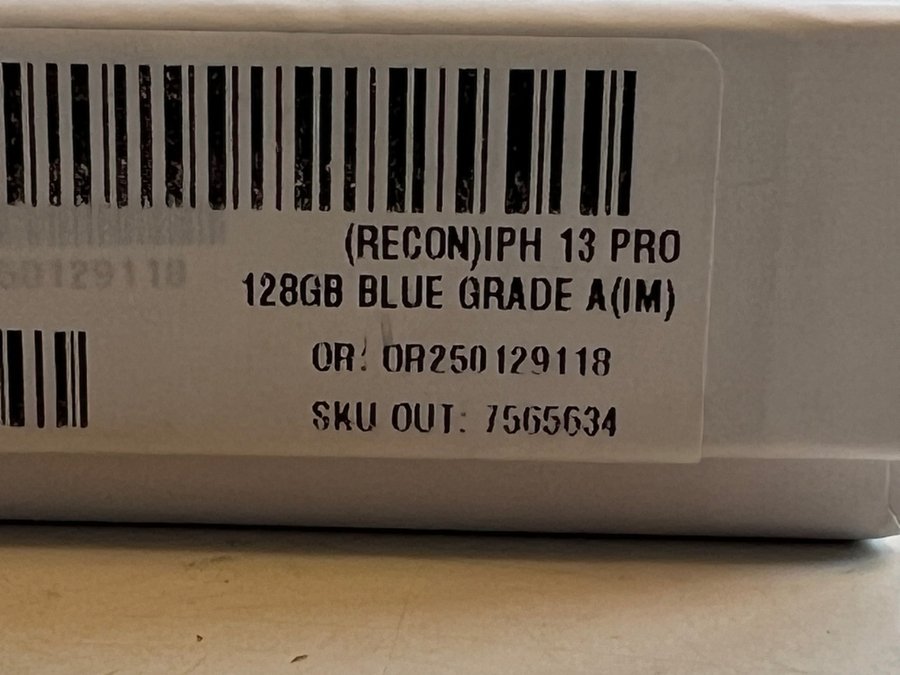 (RECON)IPH 13 PRO
128GB BLUE GRADE A(IM)
OR: OR250129118
SKU OUT: 7565634